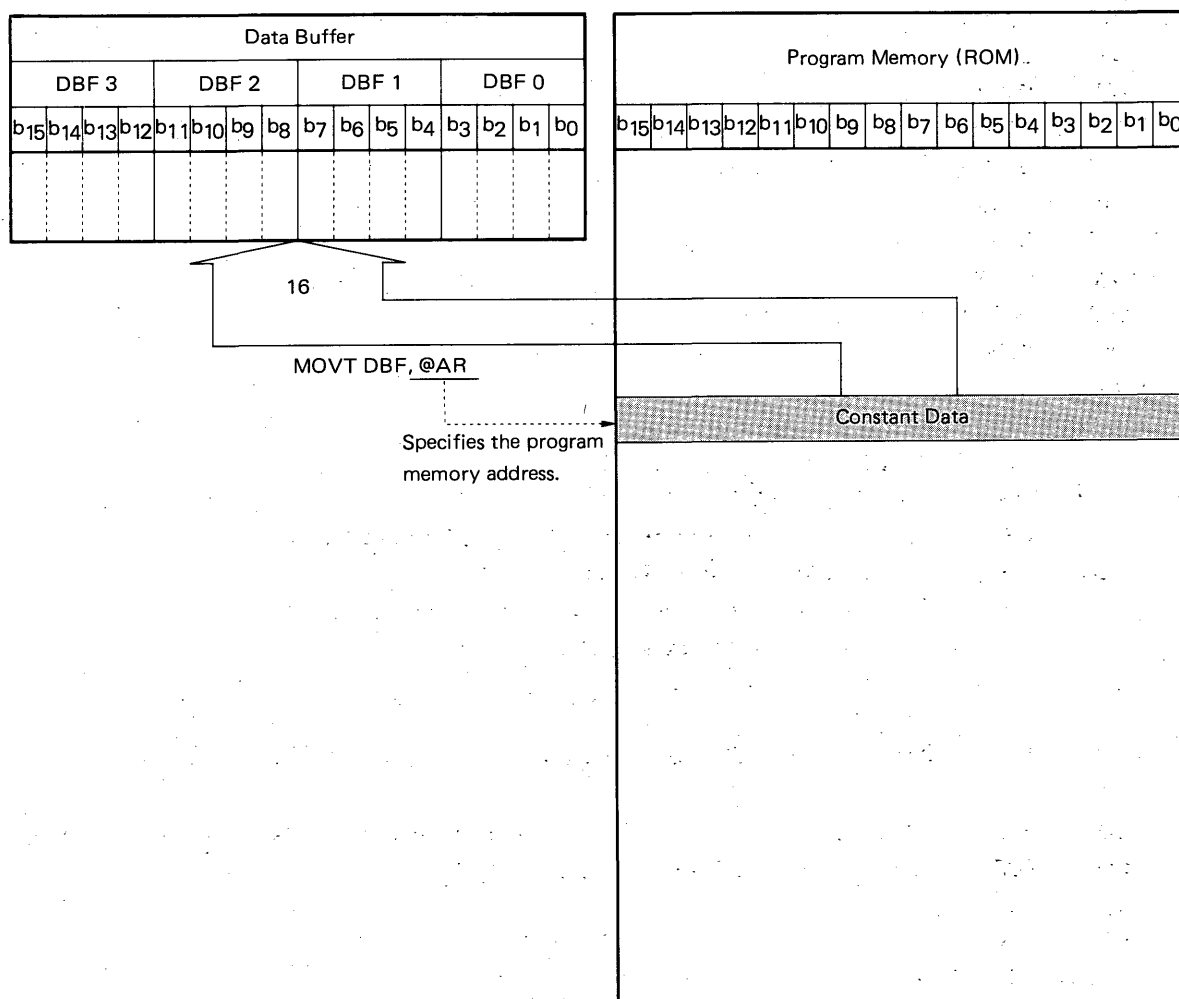 Data Buffer
DBF 3 DBF 2 DBF 1 DBF 0
b15 b14 b13 b12 b11 b10 b9 b8 b7 b6 b5 b4 b3 b2 b1 b0
16
MOVT DBF, @AR
Specifies the program
memory address.
Program Memory (ROM)
b15 b14 b13 b12 b11 b10 b9 b8 b7 b6 b5 b4 b3 b2 b1 b0
Constant Data